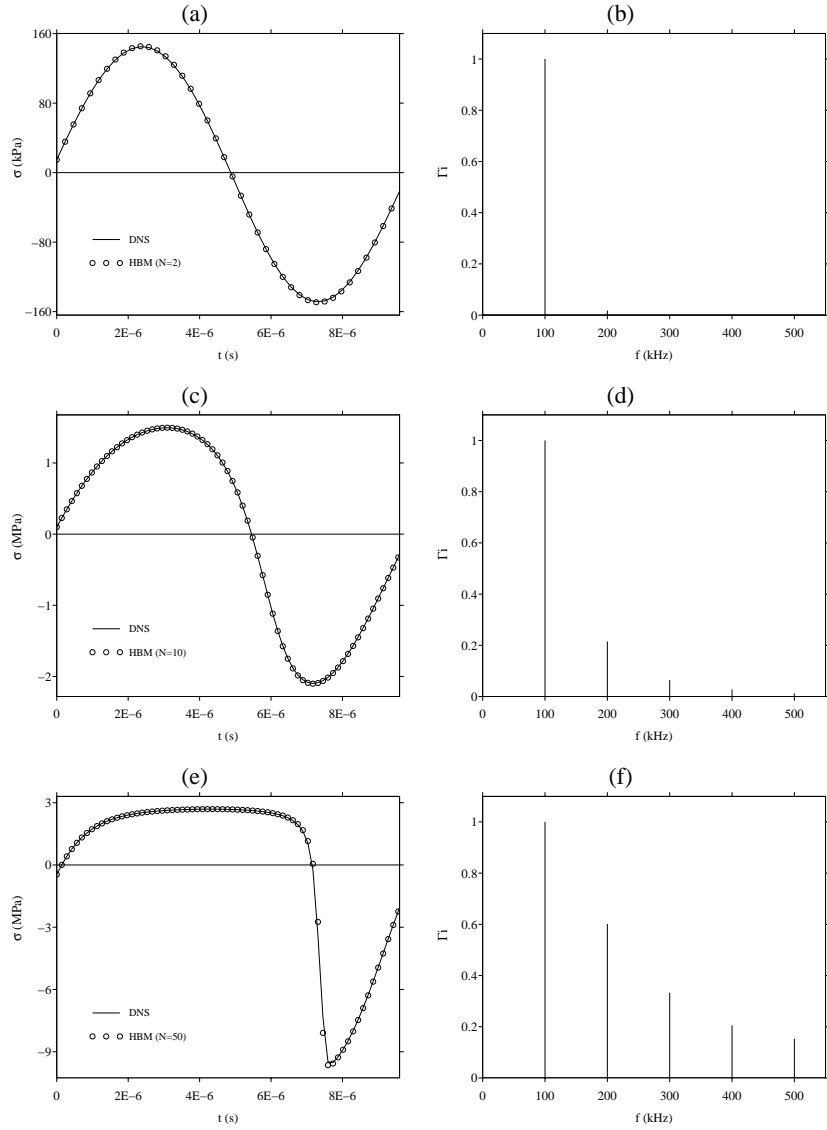 (a)
160
80
0
−80
−160
σ (kPa)
DNS
HBM (N=2)
0
2E−6
4E−6
6E−6
8E−6
t (s)
(b)
1
0.8
0.6
0.4
0.2
0
Γi
0
100
200
300
400
500
f (kHz)
(c)
1
0
−1
−2
σ (MPa)
DNS
HBM (N=10)
0
2E−6
4E−6
6E−6
8E−6
t (s)
(d)
1
0.8
0.6
0.4
0.2
0
Γi
0
100
200
300
400
500
f (kHz)
(e)
3
0
−3
−6
−9
σ (MPa)
DNS
HBM (N=50)
0
2E−6
4E−6
6E−6
8E−6
t (s)
(f)
1
0.8
0.6
0.4
0.2
0
Γi
0
100
200
300
400
500
f (kHz)